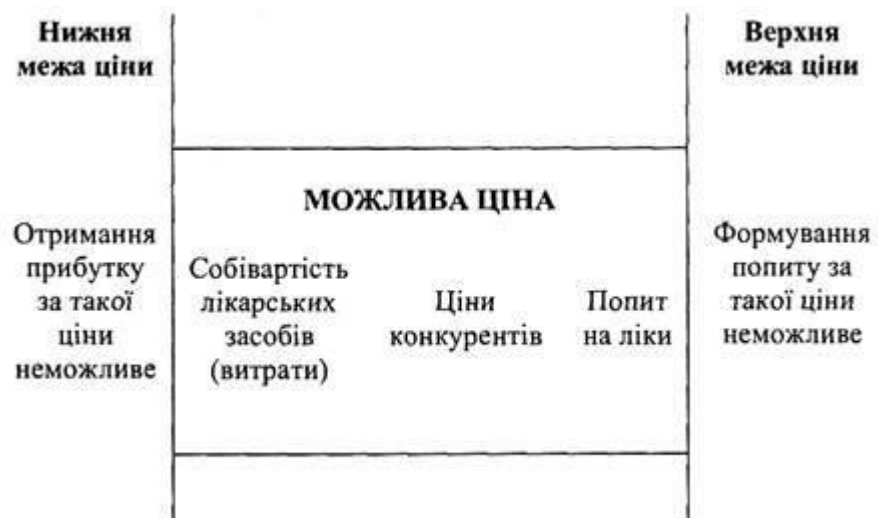 Нижня
межа ціни
Верхня
межа ціни
МОЖЛИВА ЦІНА
Отримання
прибутку
за такої
ціни
неможливе
Собівартість
лікарських
засобів
(витрати)
Ціни
конкурентів
Попит
на ліки
Формування
попиту за
такої ціни
неможливе